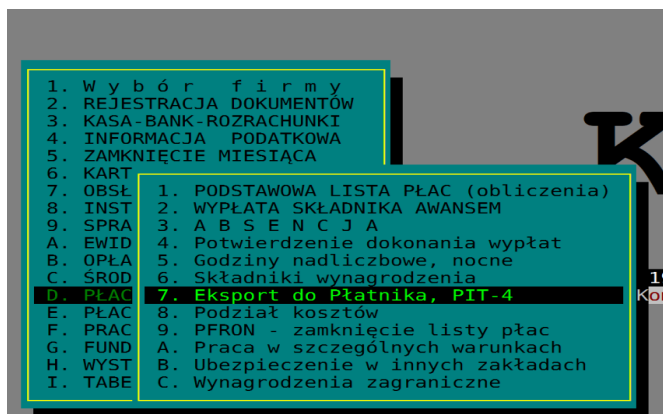 1. W y b ó r   f i r m y
2. REJESTRACJA DOKUMENTÓW
3. KASA-BANK-ROZRACHUNKI
4. INFORMACJA  PODATKOWA
5. ZAMKNIĘCIE MIESIĄCA
6. KART
7. OBSŁ
8. INST
9. SPRA
A. EWID
B. OPŁA
C. ŚROD
D. PŁAC
E. PŁAC
F. PRAC
G. FUND
H. WYST
I. TABE
1. PODSTAWOWA LISTA PŁAC (obliczenia)
2. WYPŁATA SKŁADNIKA AWANSEM
3. A B S E N C J A
4. Potwierdzenie dokonania wypłat
5. Godziny nadliczbowe, nocne
6. Składniki wynagrodzenia
7. Eksport do Płatnika, PIT-4
8. Podział kosztów
9. PFRON - zamknięcie listy płac
A. Praca w szczególnych warunkach
B. Ubezpieczenie w innych zakładach
C. Wynagrodzenia zagraniczne
K
19
Kor